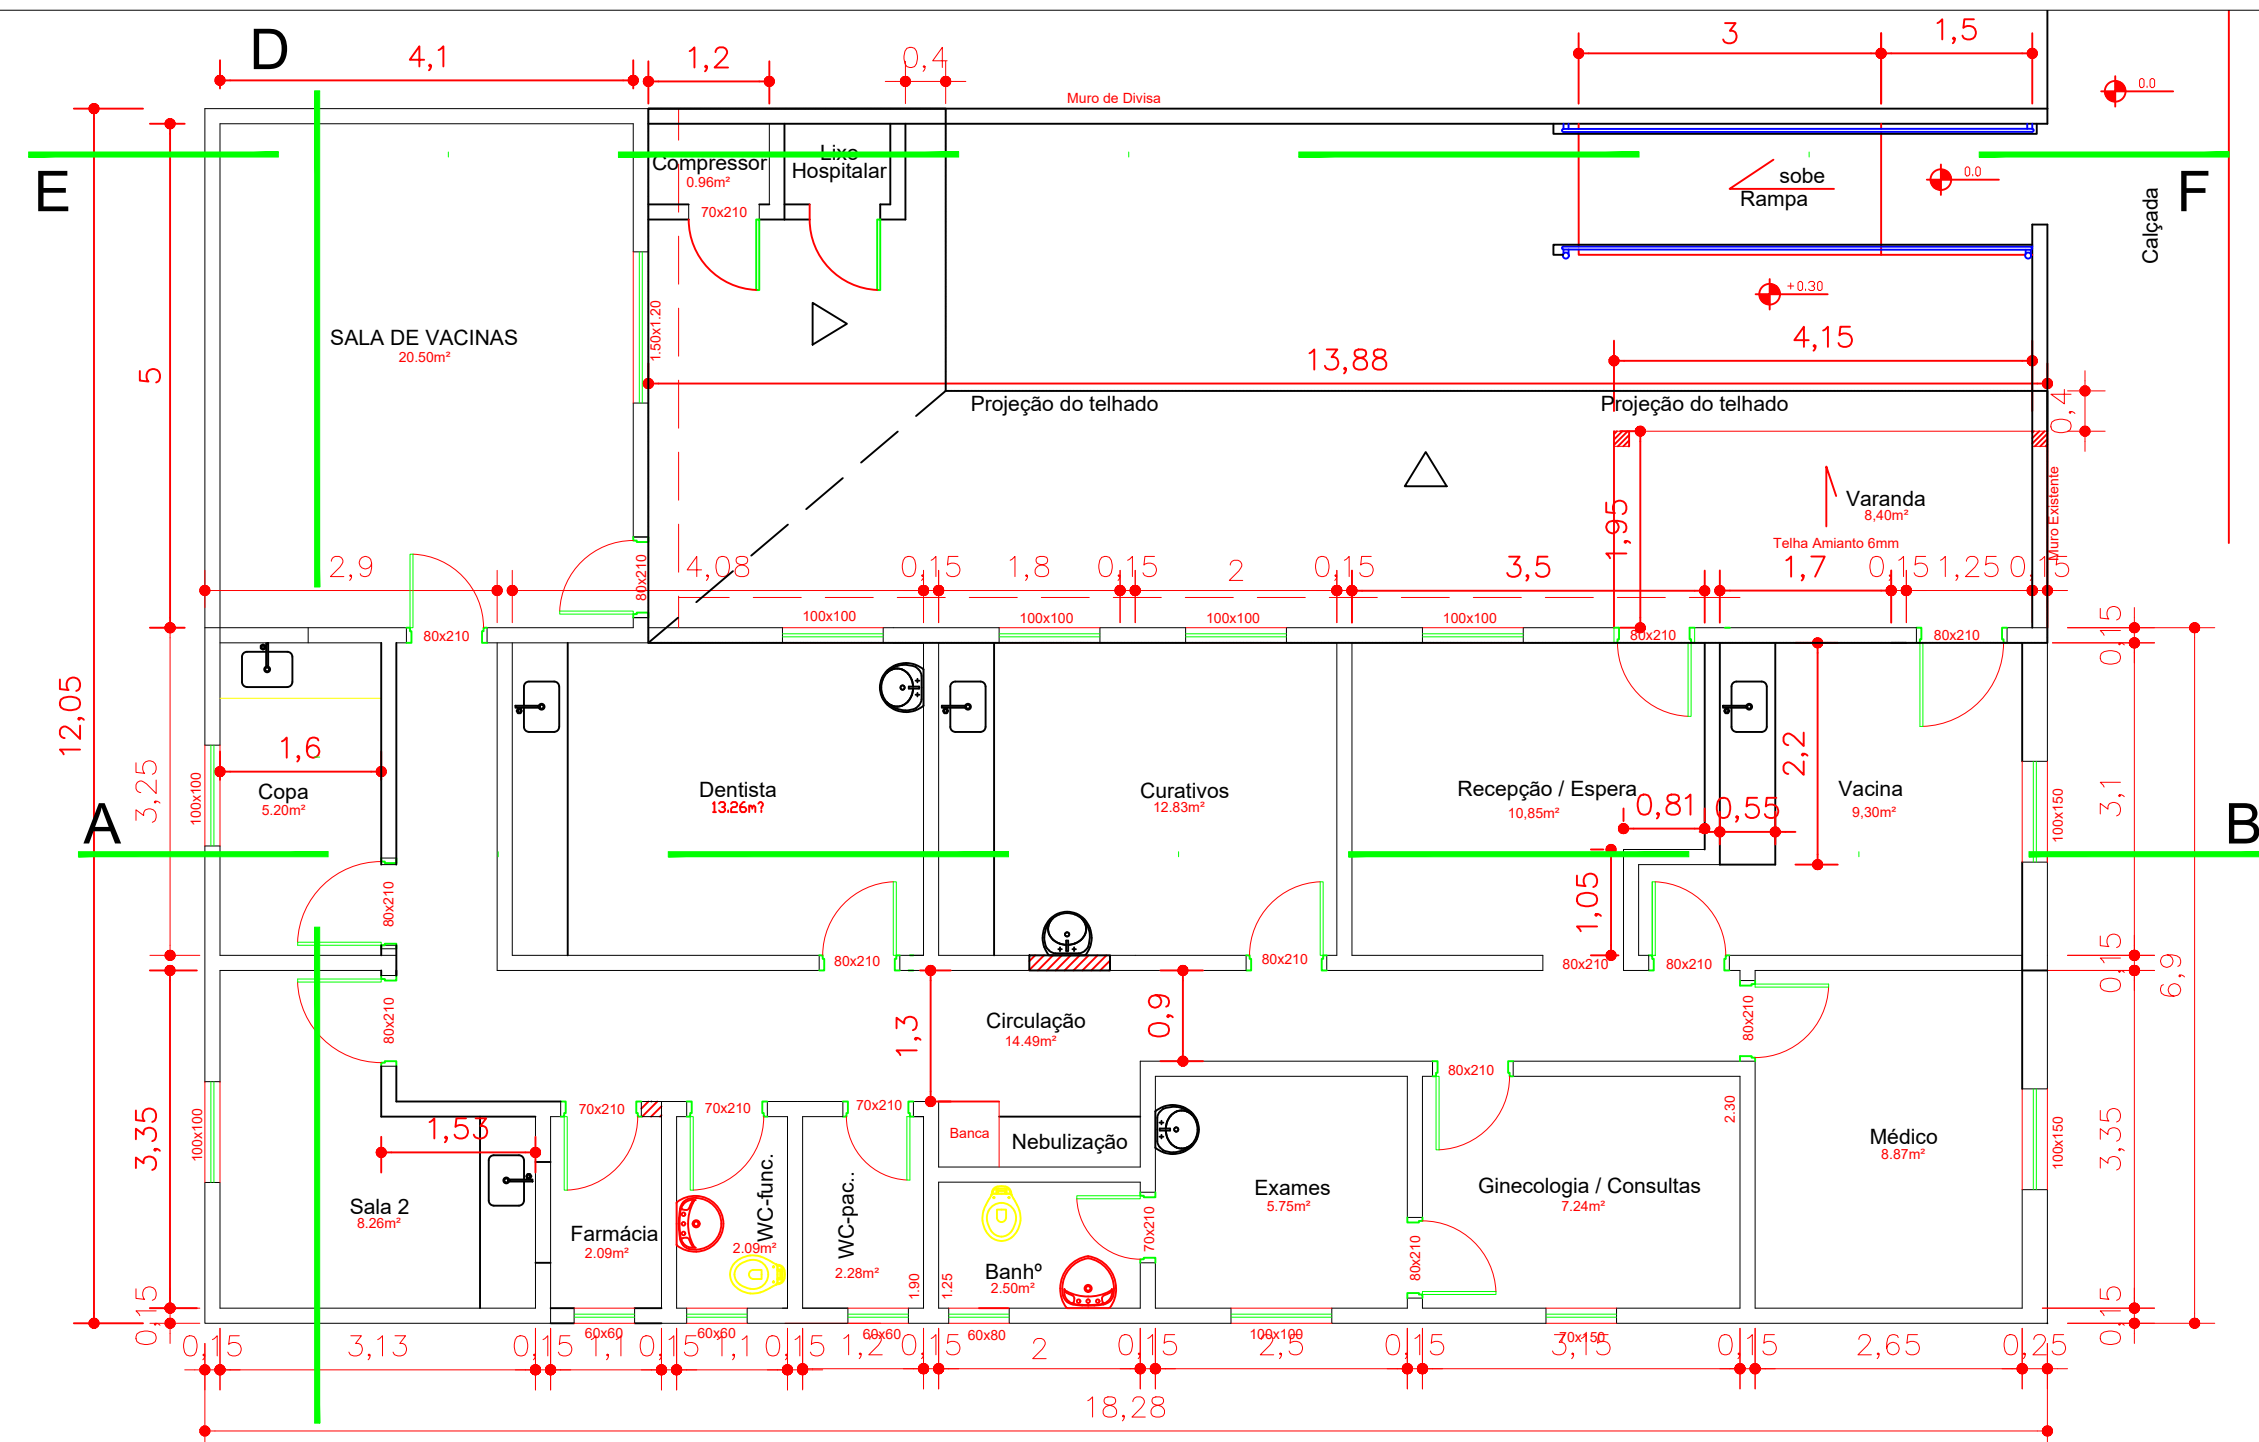 D
4,1
1,2
0,4
3
1,5
0.0
Muro de Divisa
E
Compressor
0.96m²
Lixo
Hospitalar
70x210
sobe
Rampa
0.0
F
Calçada
+0.30
SALA DE VACINAS
20.50m²
1.50x1.20
5
13,88
4,15
Projeção do telhado
Projeção do telhado
0,4
12,05
Varanda
8,40m²
Telha Amianto 6mm
Muro Existente
1,95
2,9
80x210
4,08
0,15
1,8
0,15
2
0,15
3,5
1,7
0,15
1,25
0,15
80x210
100x100
100x100
100x100
100x100
80x210
80x210
0,15
1,6
Copa
5.20m²
100x100
3,25
Dentista
13.26m?
Curativos
12.83m²
Recepção / Espera
10,85m²
0,81
0,55
2,2
Vacina
9,30m²
100x150
3,1
A
B
80x210
1,05
80x210
80x210
80x210
80x210
0,15
6,9
80x210
1,3
Circulação
14.49m²
0,9
80x210
80x210
3,35
100x100
1,53
70x210
70x210
70x210
Banca
Nebulização
2.30
Médico
8.87m²
100x150
3,35
Sala 2
8.26m²
Farmácia
2.09m²
WC-func.
2.09m²
WC-pac..
2.28m²
1.90
1.25
Banhº
2.50m²
70x210
Exames
5.75m²
80x210
Ginecologia / Consultas
7.24m²
0,15
0,15
60x60
60x60
60x60
60x80
100x100
70x150
0,15
3,13
0,15
1,1
0,15
1,1
0,15
1,2
0,15
2
0,15
2,5
0,15
3,15
0,15
2,65
0,25
18,28